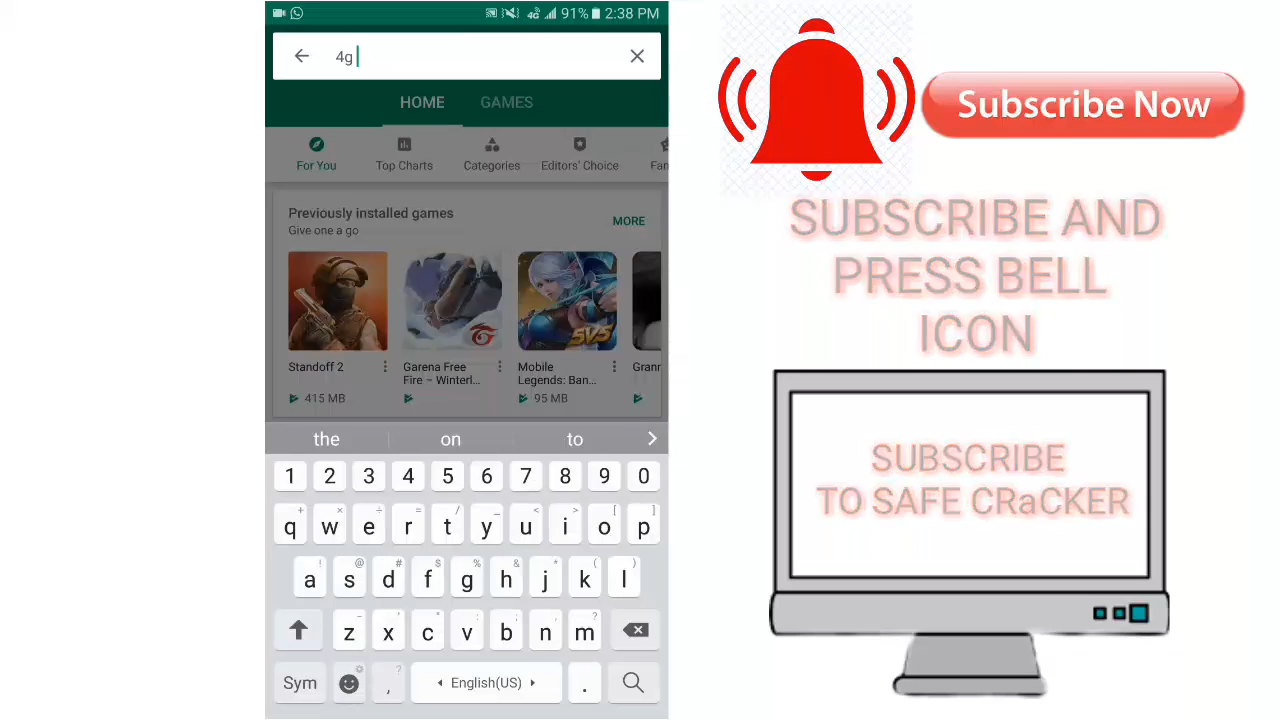 91% 2:38 PM
4G
4g
HOME GAMES
For You Top Charts Categories Editors' Choice Fan
Previously installed games
Give one a go
MORE
5V5
Standoff 2
Garena Free
Fire – Winterl...
Mobile
Legends: Ban...
Grann
415 MB
95 MB
the on to
1 2 3 4 5 6 7 8 9 0
+ × ÷ = / _ < > [ ]
q w e r t y u i o p
! @ # $ % & * ( )
a s d f g h j k l
- ' " : ; ?
z x c v b n m
Sym , ? English(US) .
Subscribe Now
SUBSCRIBE AND
PRESS BELL
ICON
SUBSCRIBE
TO SAFE CRaCKER